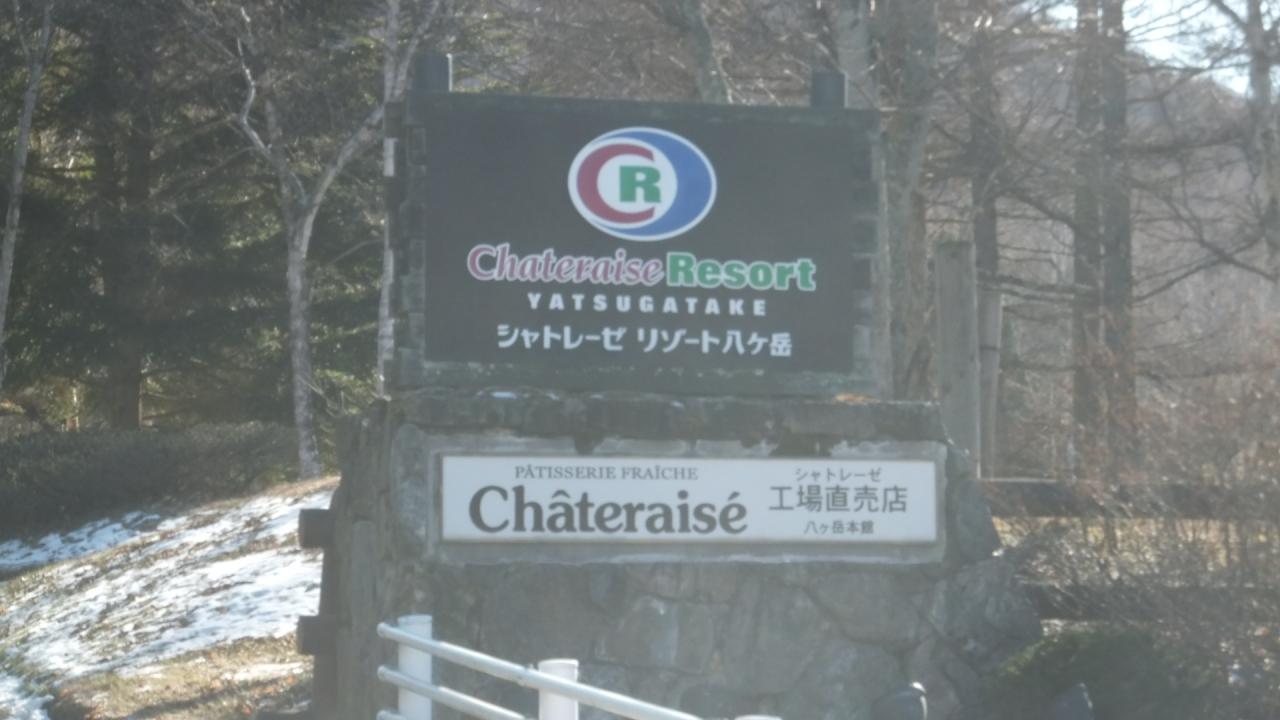 CR
Chateraise Resort
YATSUGATAKE
シャトレーゼ リゾート八ケ岳
PÂTISSERIE FRAÎCHE
Châteraisé
シャトレーゼ
工場直売店
八ヶ岳本館